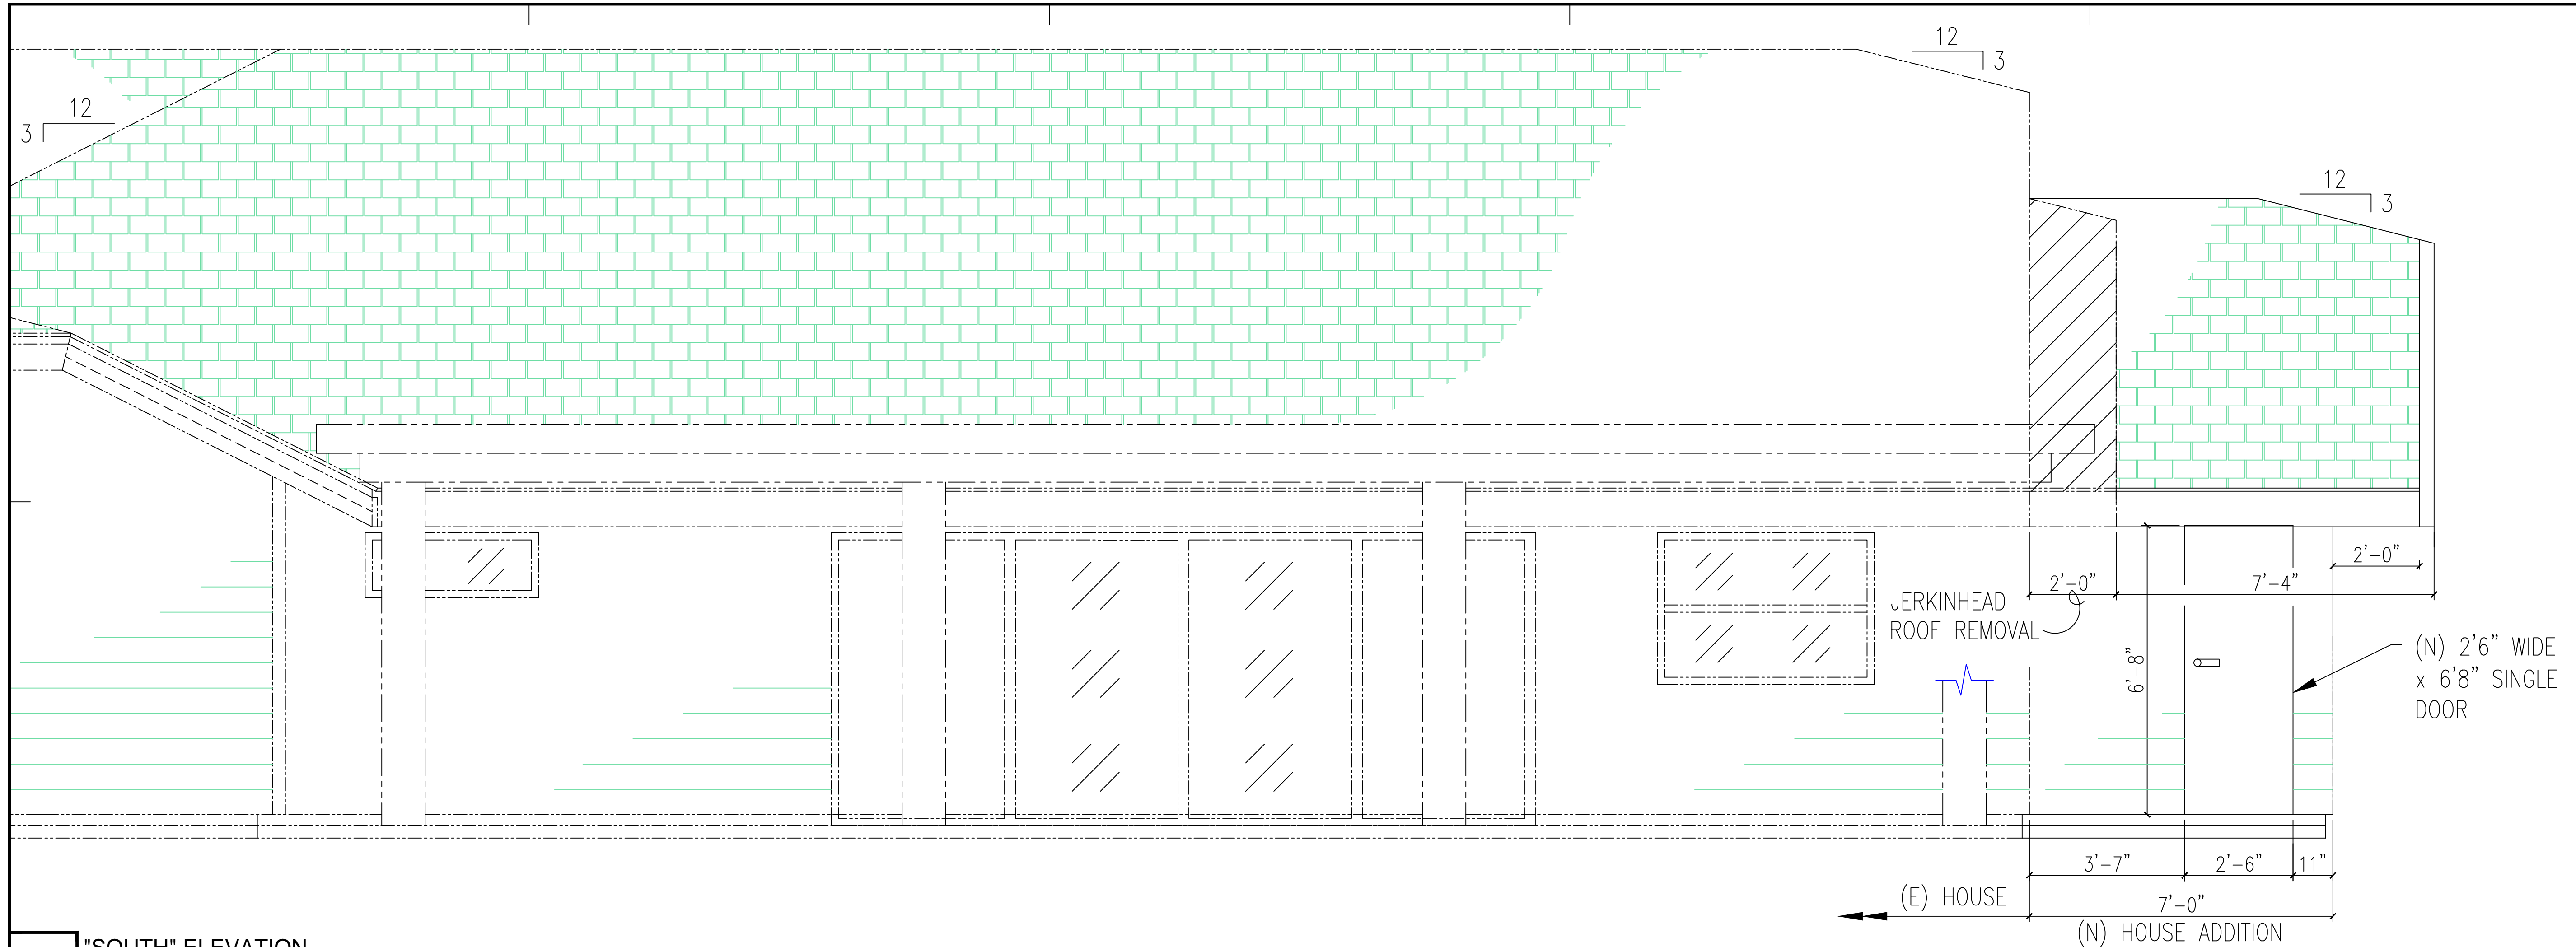 12
3
12
3
12
3
2'-0"
2'-0"
7'-4"
JERKINHEAD
ROOF REMOVAL
6'-8"
(N) 2'6" WIDE
x 6'8" SINGLE
DOOR
3'-7"
2'-6"
11"
(E) HOUSE
7'-0"
(N) HOUSE ADDITION
"SOUTH" ELEVATION